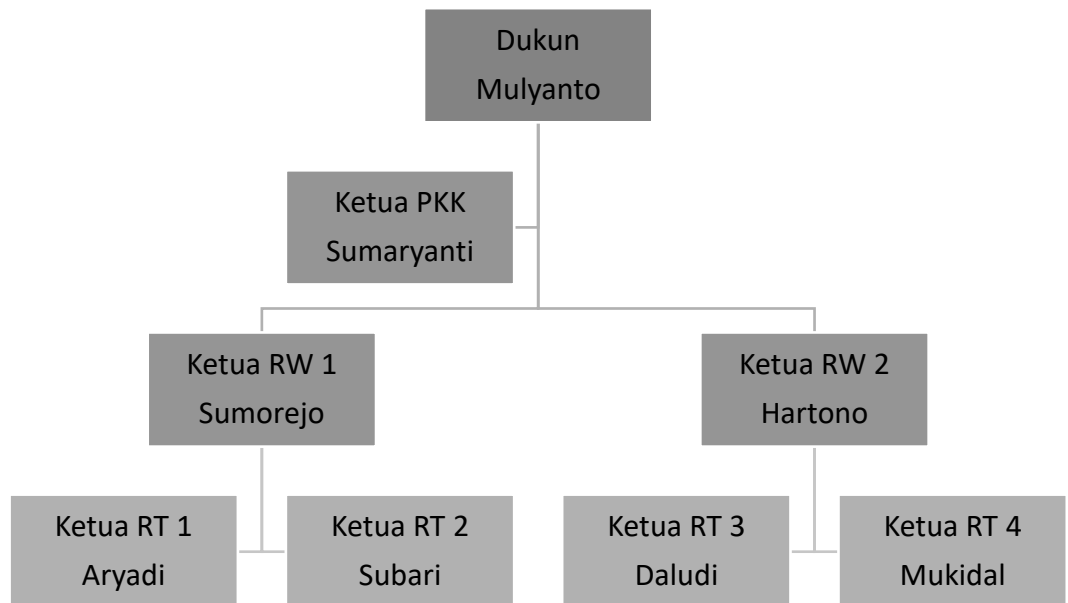 Dukun
Mulyanto
Ketua PKK
Sumaryanti
Ketua RW 1
Sumorejo
Ketua RW 2
Hartono
Ketua RT 1
Aryadi
Ketua RT 2
Subari
Ketua RT 3
Daludi
Ketua RT 4
Mukidal